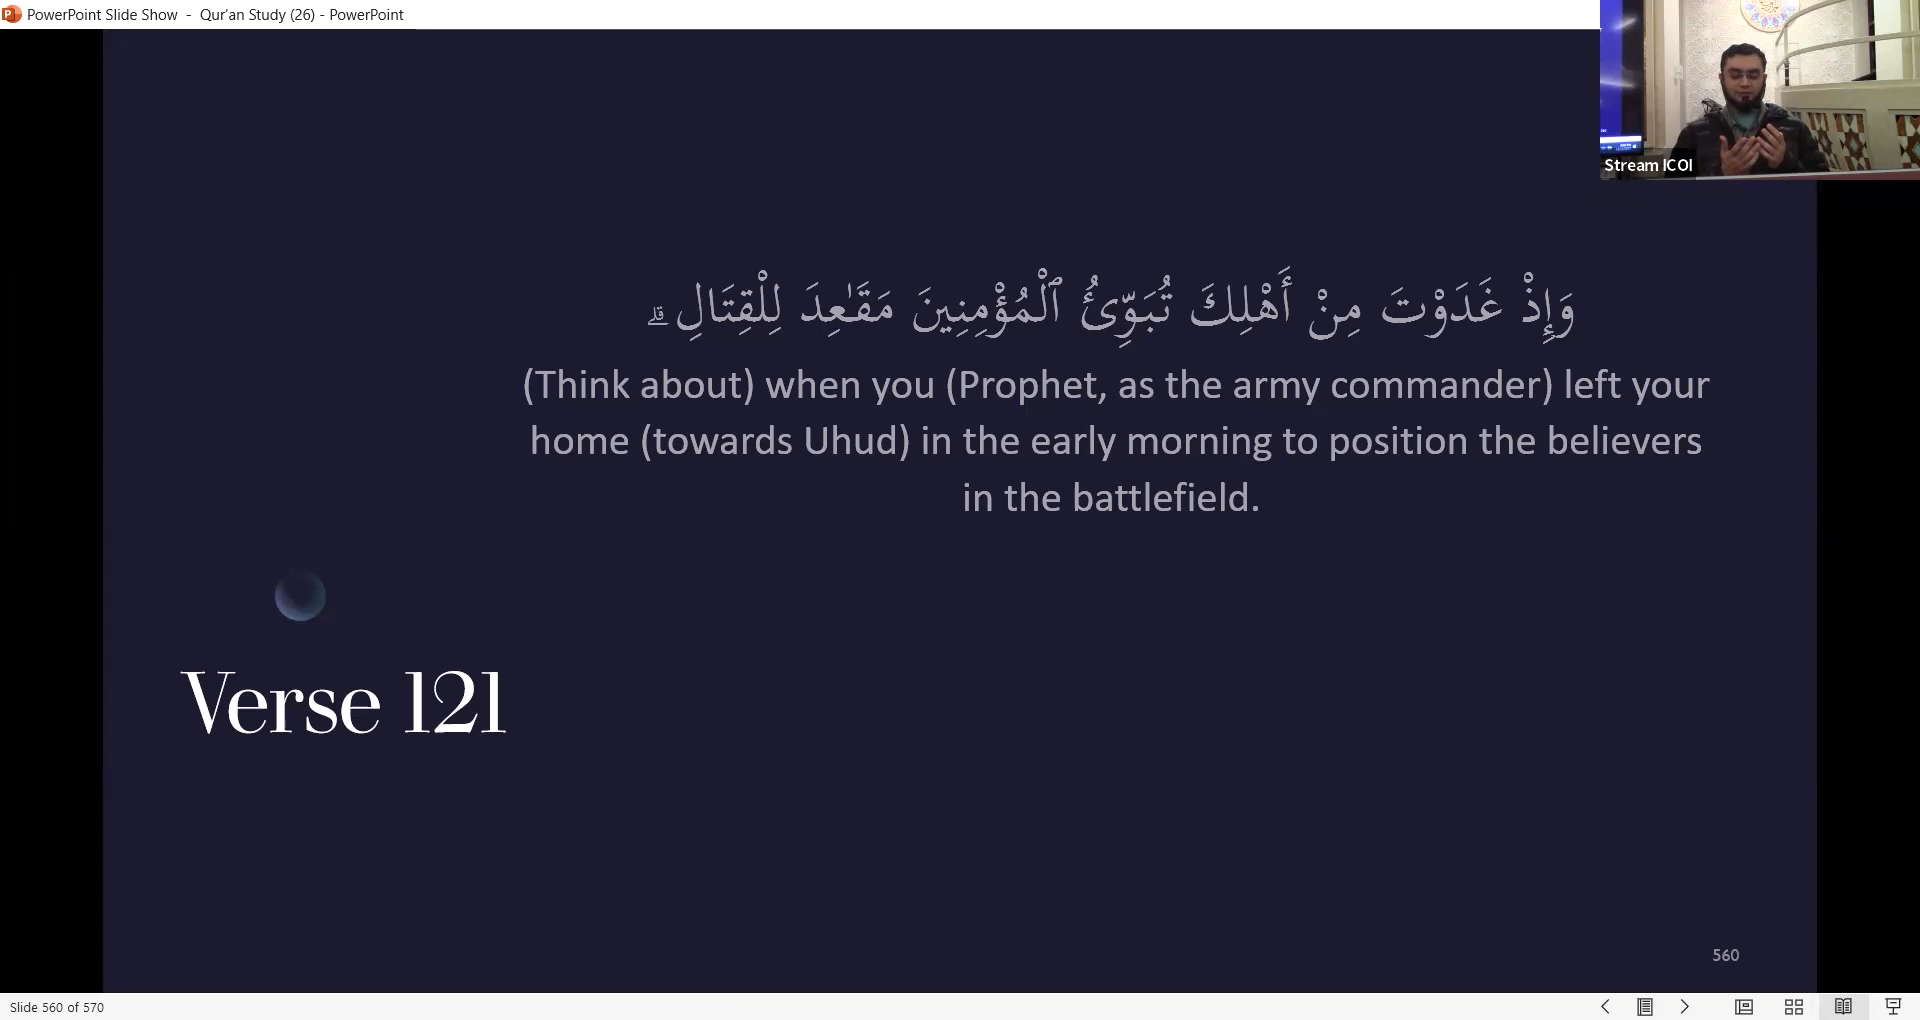 PowerPoint Slide Show - Qur’an Study (26) - PowerPoint
Stream ICOI
وَإِذْ غَدَوْتَ مِنْ أَهْلِكَ تُبَوِّئُ ٱلْمُؤْمِنِينَ مَقَـٰعِدَ لِلْقِتَالِ ۗ
(Think about) when you (Prophet, as the army commander) left your
home (towards Uhud) in the early morning to position the believers
in the battlefield.
Verse 121
560
Slide 560 of 570